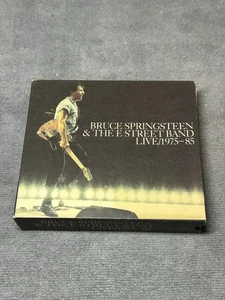 BRUCE SPRINGSTEEN
& THE E STREET BAND
LIVE/1975–85